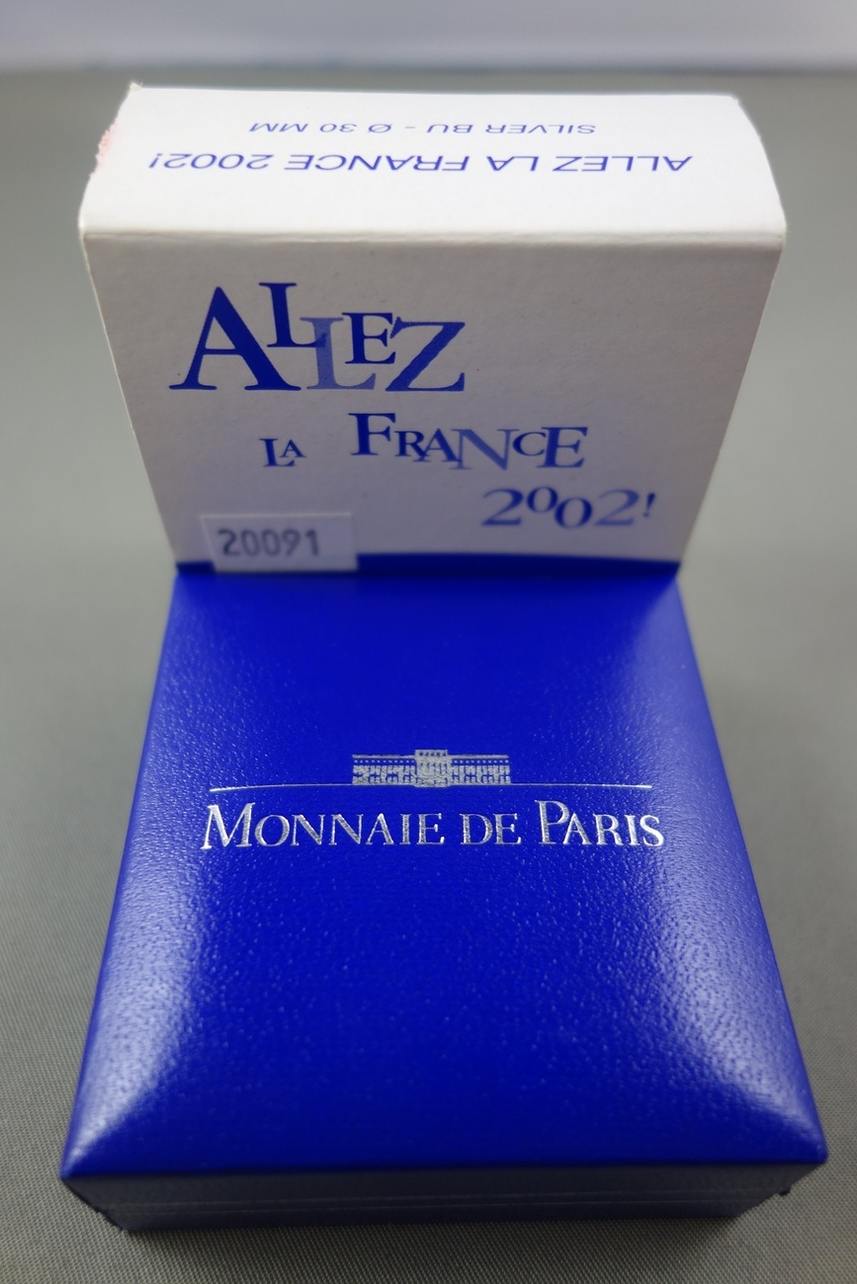 ALLEZ LA FRANCE 2002!
SILVER BU - Ø 30 MM
ALLEZ
LA FRANCE
2002!
20091
MONNAIE DE PARIS